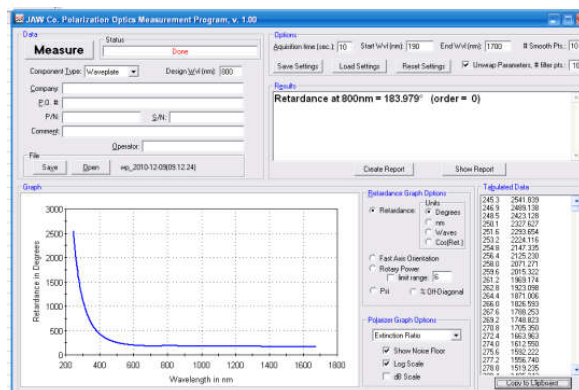 JAW Co. Polarization Optics Measurement Program, v. 1.00
Data
Measure
Status
Done
Component Type: Waveplate
Design Wvl (nm): 800
Company:
P.O. #:
P/N:
S/N:
Comment:
Operator:
File
Save
Open
wp_2010-12-09(09.12.24)
Options
Aquisition time (sec.): 10
Start Wvl (nm): 190
End Wvl (nm): 1700
# Smooth Pts.: 10
Save Settings
Load Settings
Reset Settings
Unwrap Parameters, # filter pts: 10
Results
Retardance at 800nm = 183.979° (order = 0)
Create Report
Show Report
Graph
Retardance in Degrees
3000
2500
2000
1500
1000
500
0
200 400 600 800 1000 1200 1400 1600 1800
Wavelength in nm
Retardance Graph Options
Retardance:
Units
Degrees
nm
Waves
Cos(Ret.)
Fast Axis Orientation
Rotary Power
limit range: 6
Psi
% Off-Diagonal
Polarizer Graph Options
Extinction Ratio
Show Noise Floor
Log Scale
dB Scale
Tabulated Data
245.3 2541.839
246.9 2489.138
248.5 2423.128
250.1 2327.627
251.6 2293.654
253.2 2224.116
254.8 2147.335
256.4 2125.230
258.0 2071.271
259.6 2015.322
261.2 1969.174
262.8 1923.098
264.4 1871.006
266.0 1826.593
267.6 1788.253
269.2 1748.823
270.8 1705.350
272.4 1663.963
274.0 1612.550
275.6 1592.222
277.2 1556.740
278.8 1519.235
Copy to Clipboard